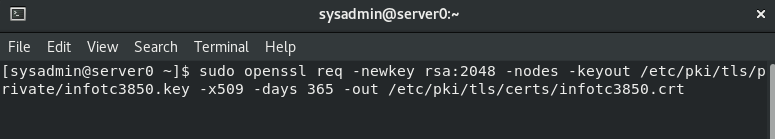 sysadmin@server0:~
File Edit View Search Terminal Help
[sysadmin@server0 ~]$ sudo openssl req -newkey rsa:2048 -nodes -keyout /etc/pki/tls/p
rivate/infotc3850.key -x509 -days 365 -out /etc/pki/tls/certs/infotc3850.crt